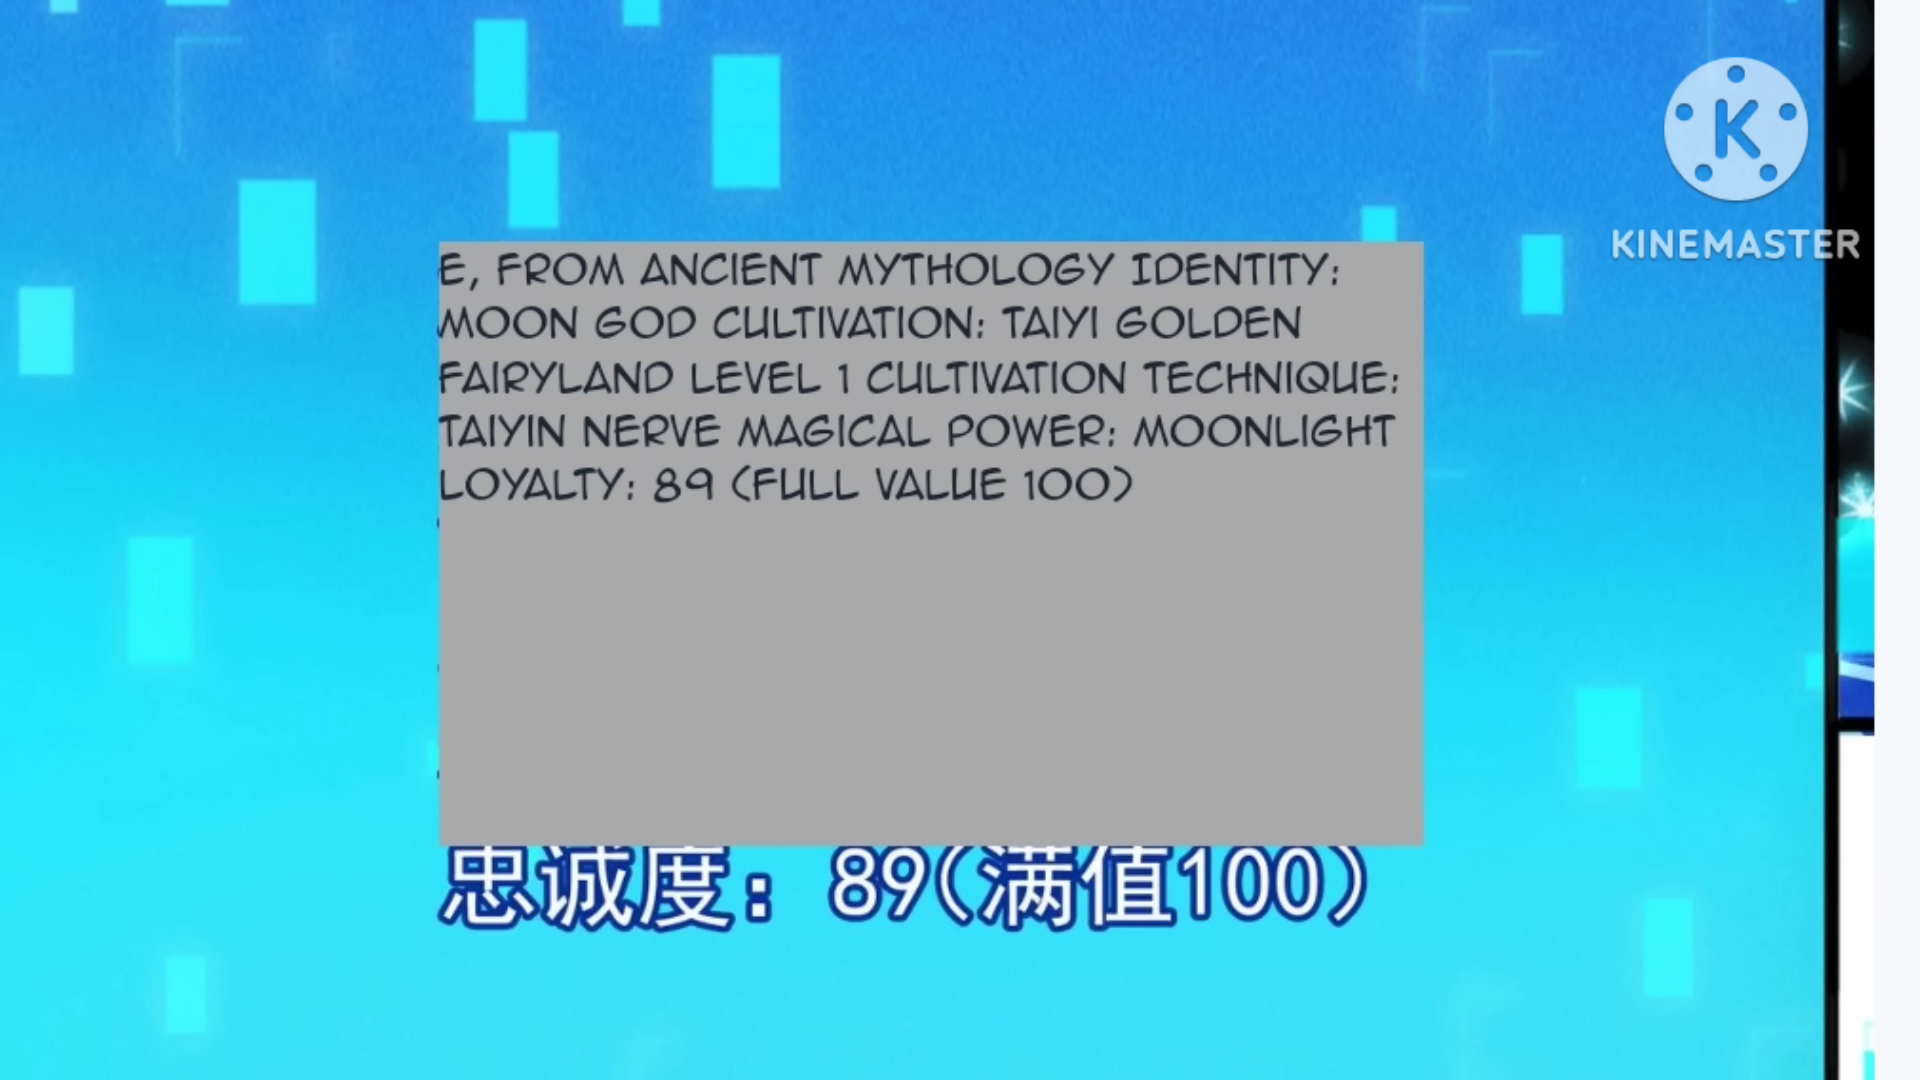 KINEMASTER
E, FROM ANCIENT MYTHOLOGY IDENTITY:
MOON GOD CULTIVATION: TAIYI GOLDEN
FAIRYLAND LEVEL 1 CULTIVATION TECHNIQUE:
TAIYIN NERVE MAGICAL POWER: MOONLIGHT
LOYALTY: 89 (FULL VALUE 100)
忠诚度：89(满值100)